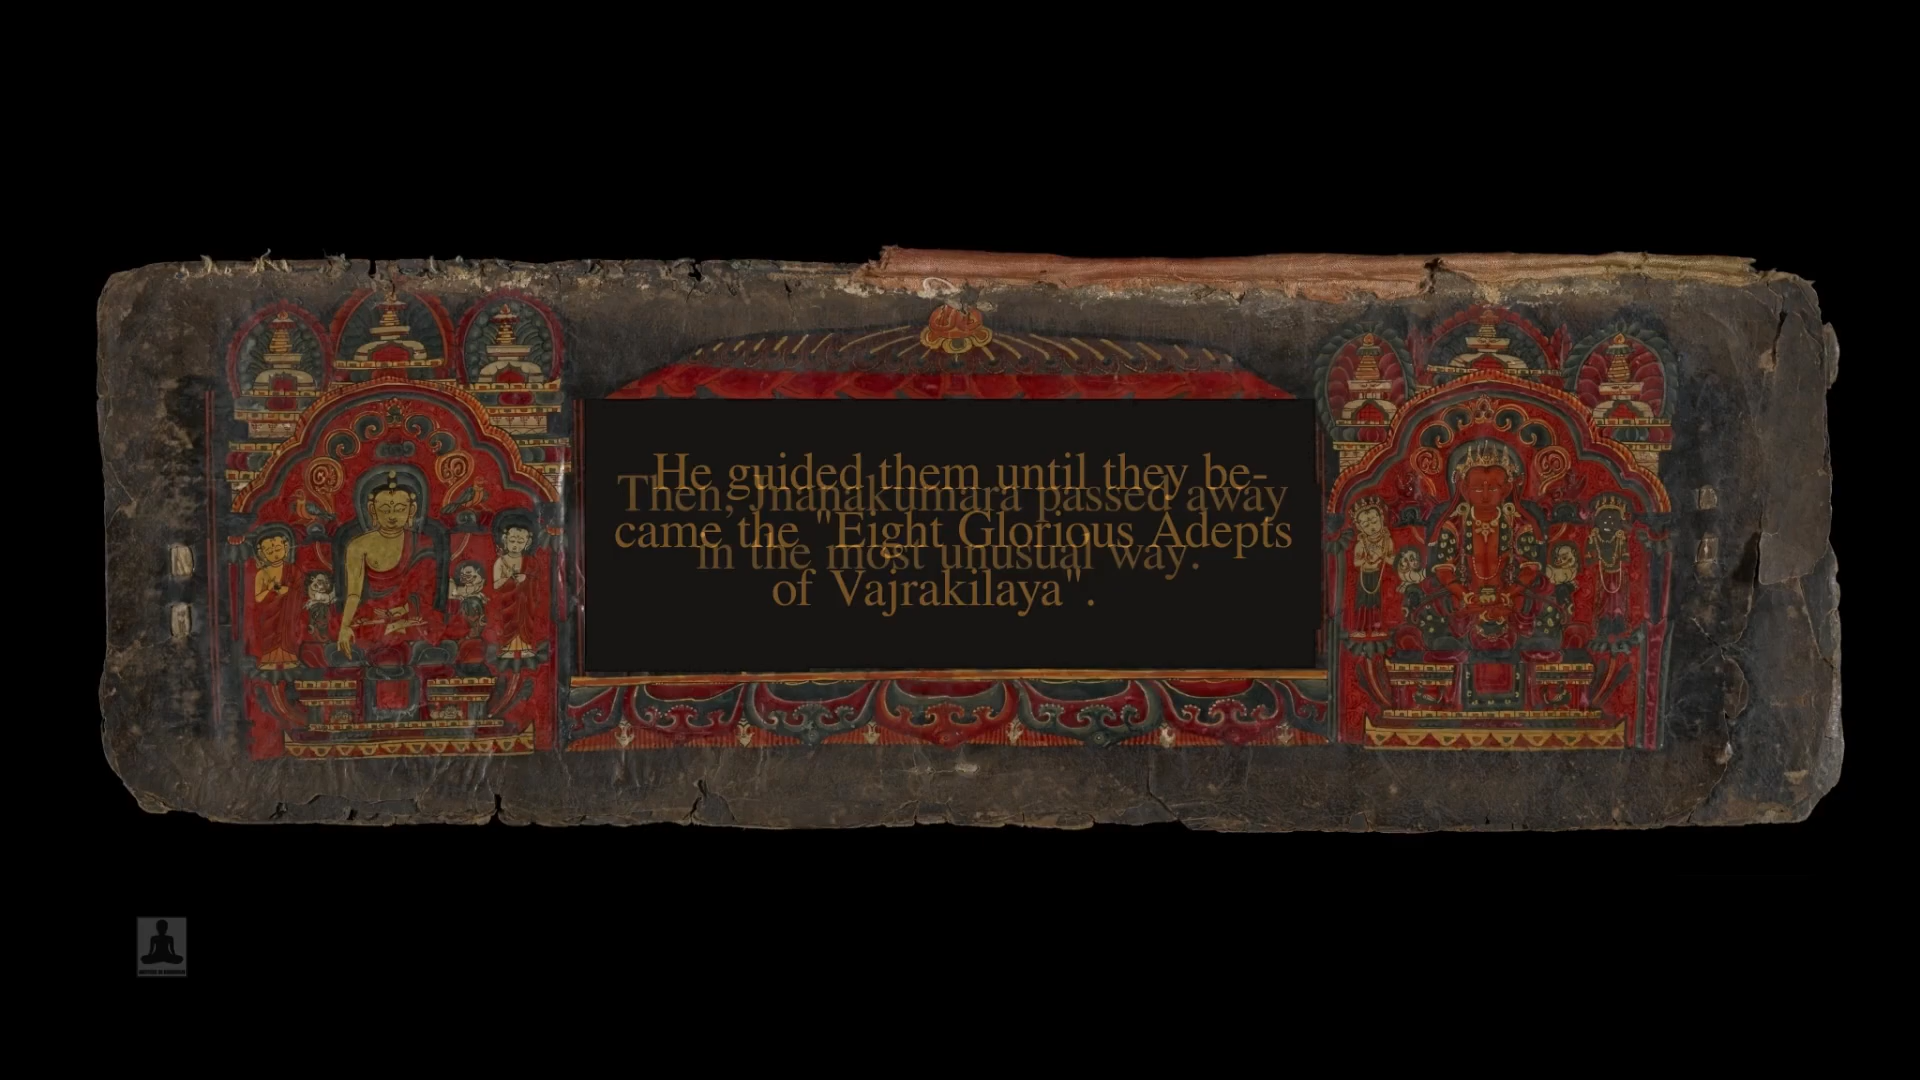 He guided them until they be-
came the "Eight Glorious Adepts
of Vajrakilaya".
Then, Jnanakumara passed away
in the most unusual way.